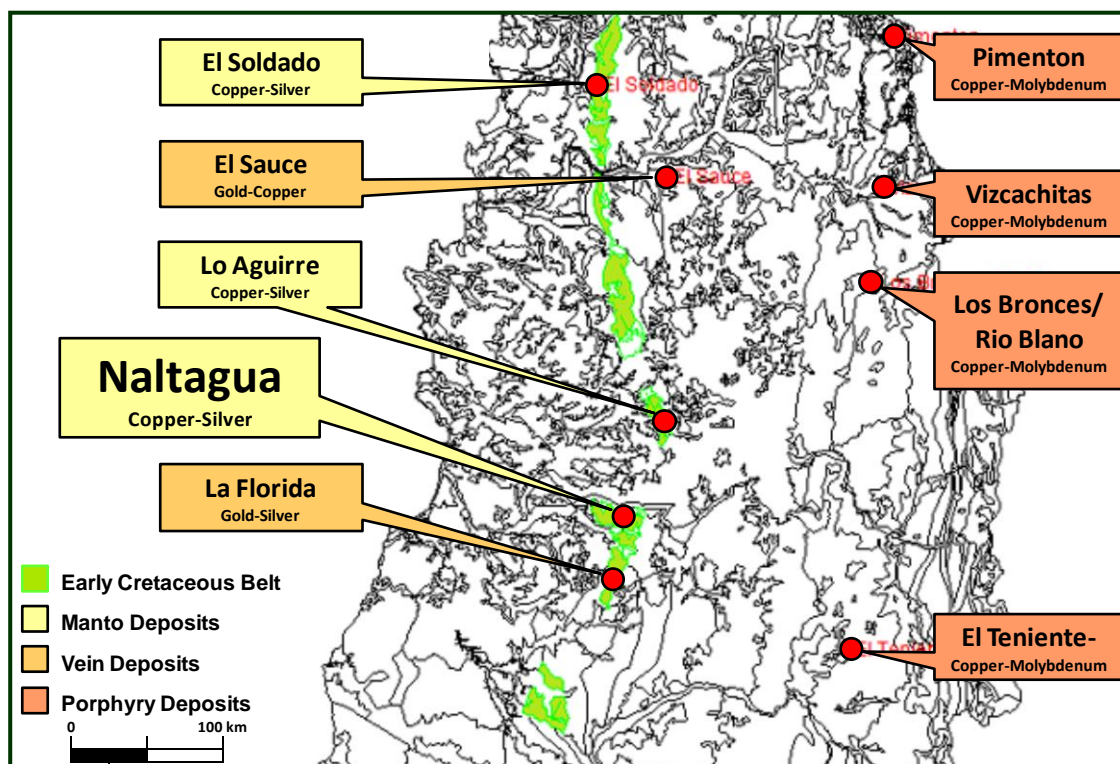 El Soldado
Copper-Silver
El Sauce
Gold-Copper
Lo Aguirre
Copper-Silver
Naltagua
Copper-Silver
La Florida
Gold-Silver
Pimenton
Copper-Molybdenum
Vizcachitas
Copper-Molybdenum
Los Bronces/
Rio Blano
Copper-Molybdenum
El Teniente-
Copper-Molybdenum
El Soldado
El Sauce
Early Cretaceous Belt
Manto Deposits
Vein Deposits
Porphyry Deposits
0 100 km